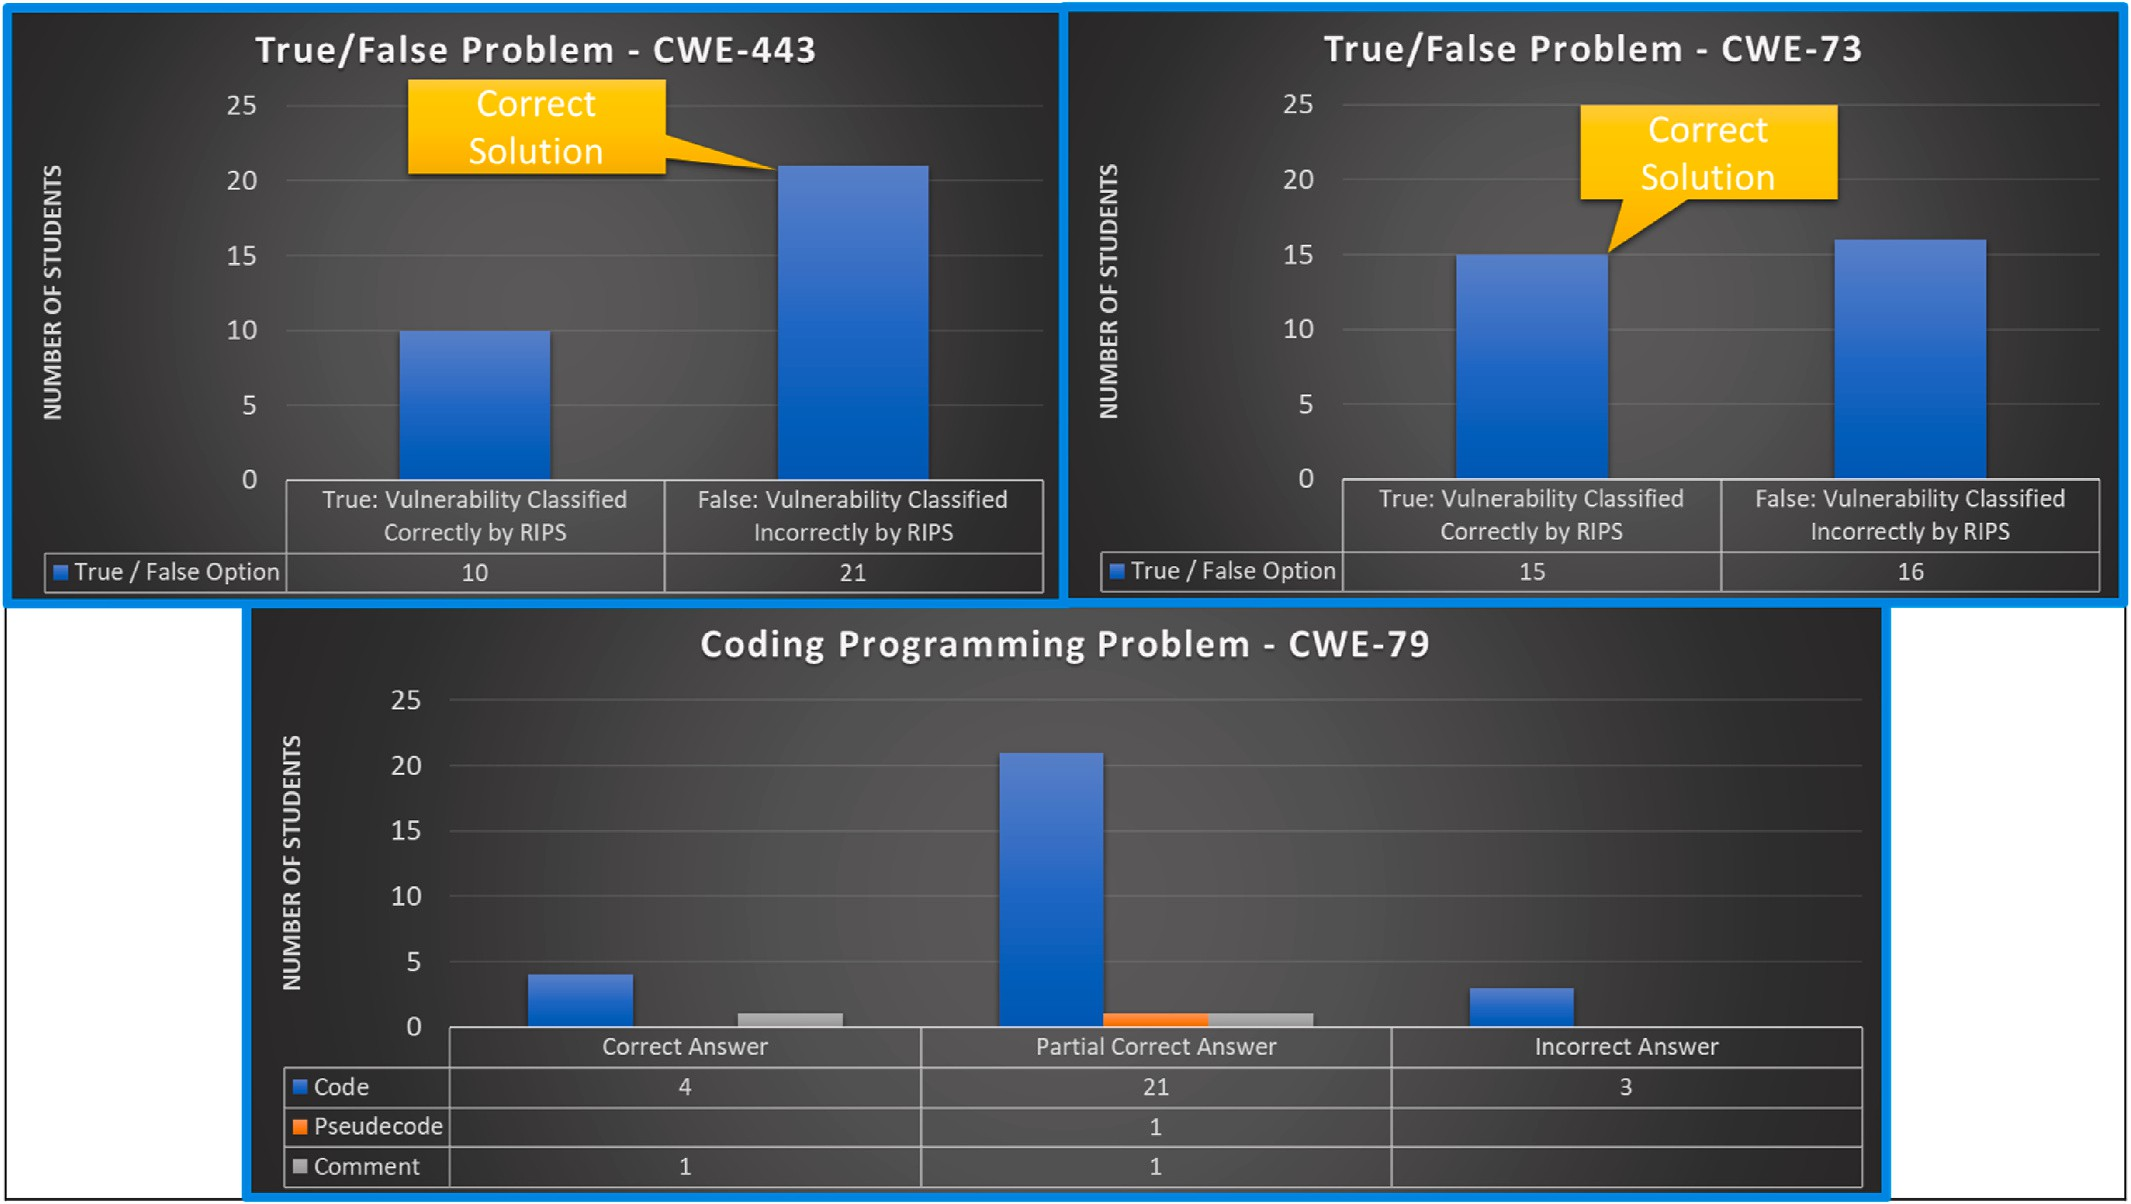 True/False Problem - CWE-443
Correct
Solution
25
20
15
10
5
0
NUMBER OF STUDENTS
True: Vulnerability Classified
Correctly by RIPS
False: Vulnerability Classified
Incorrectly by RIPS
True / False Option 10 21
True/False Problem - CWE-73
Correct
Solution
25
20
15
10
5
0
NUMBER OF STUDENTS
True: Vulnerability Classified
Correctly by RIPS
False: Vulnerability Classified
Incorrectly by RIPS
True / False Option 15 16
Coding Programming Problem - CWE-79
25
20
15
10
5
0
NUMBER OF STUDENTS
Correct Answer Partial Correct Answer Incorrect Answer
Code 4 21 3
Pseudecode 1
Comment 1 1